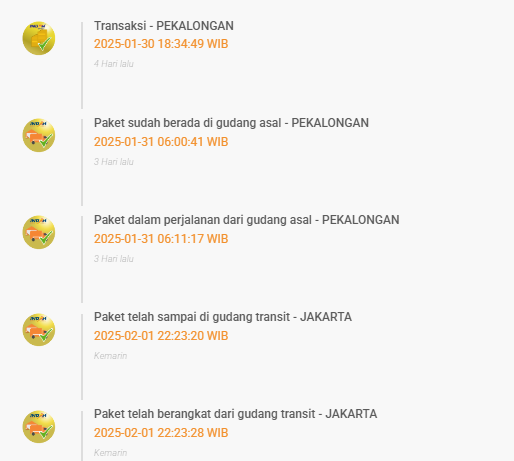 Transaksi - PEKALONGAN
2025-01-30 18:34:49 WIB
4 Hari lalu
Paket sudah berada di gudang asal - PEKALONGAN
2025-01-31 06:00:41 WIB
3 Hari lalu
Paket dalam perjalanan dari gudang asal - PEKALONGAN
2025-01-31 06:11:17 WIB
3 Hari lalu
Paket telah sampai di gudang transit - JAKARTA
2025-02-01 22:23:20 WIB
Kemarin
Paket telah berangkat dari gudang transit - JAKARTA
2025-02-01 22:23:28 WIB
Kemarin